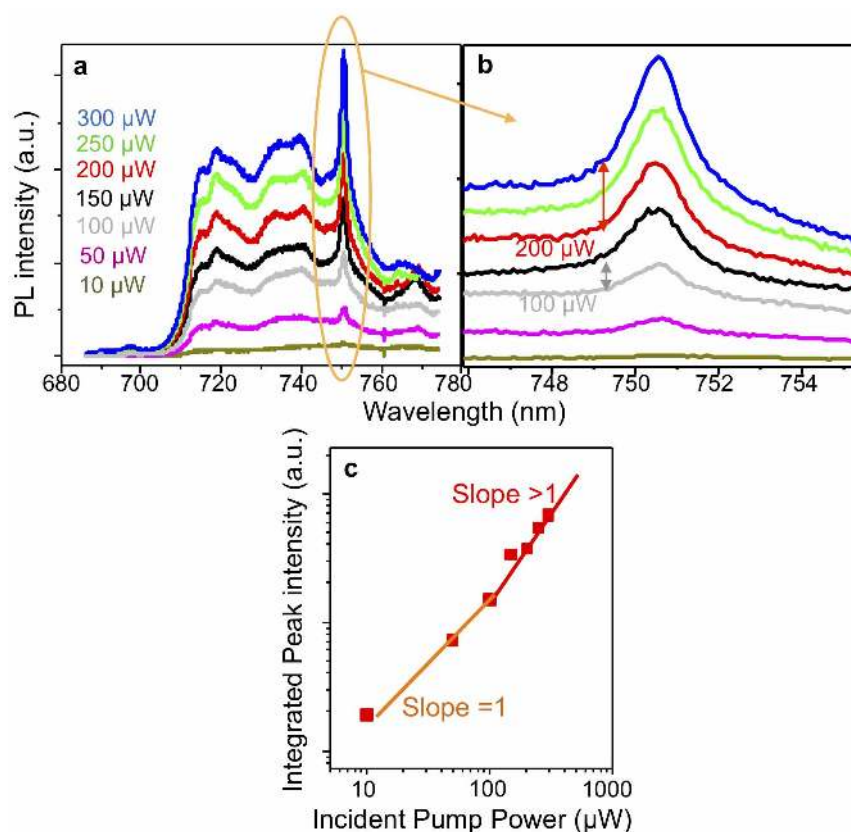 a
b
PL intensity (a.u.)
300 µW
250 µW
200 µW
150 µW
100 µW
50 µW
10 µW
200 µW
100 µW
680 700 720 740 760 780 748 750 752 754
Wavelength (nm)
c
Integrated Peak intensity (a.u.)
Slope >1
Slope =1
10 100 1000
Incident Pump Power (µW)